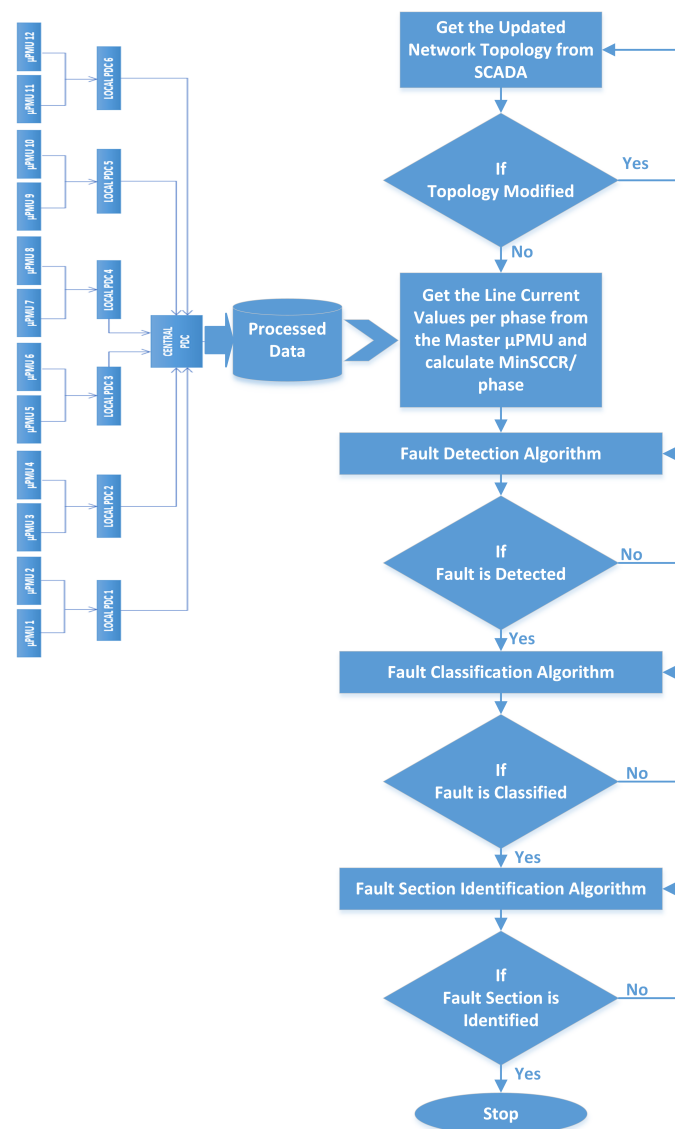 µPMU 12
µPMU 11
µPMU 10
µPMU 9
µPMU 8
µPMU 7
µPMU 6
µPMU 5
µPMU 4
µPMU 3
µPMU 2
µPMU 1
LOCAL PDC 6
LOCAL PDC 5
LOCAL PDC 4
LOCAL PDC 3
LOCAL PDC 2
LOCAL PDC 1
CENTRAL
PDC
Processed
Data
Get the Updated
Network Topology from
SCADA
If
Topology Modified
Yes
No
Get the Line Current
Values per phase from
the Master µPMU and
calculate MinSCCR/
phase
Fault Detection Algorithm
If
Fault is Detected
No
Yes
Fault Classification Algorithm
If
Fault is Classified
No
Yes
Fault Section Identification Algorithm
If
Fault Section is
Identified
No
Yes
Stop